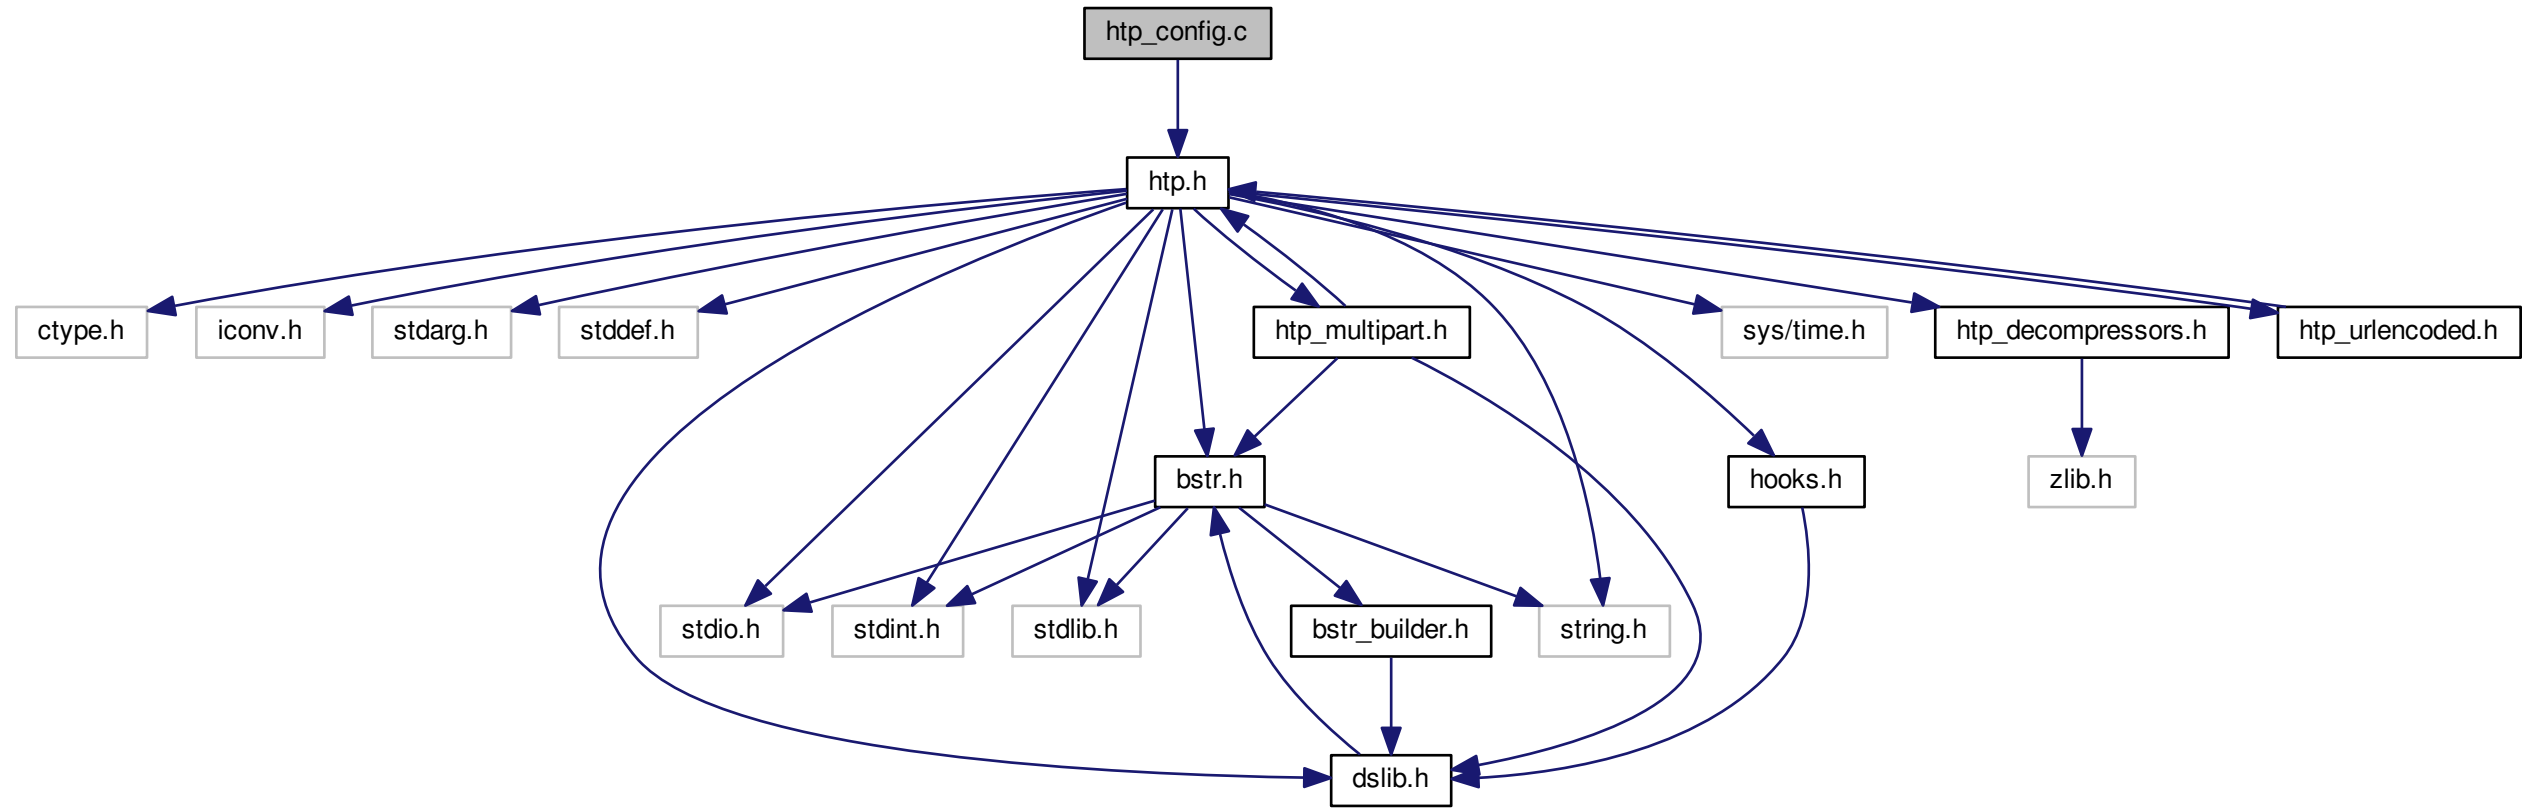 htp_config.c
htp.h
ctype.h
iconv.h
stdarg.h
stddef.h
htp_multipart.h
sys/time.h
htp_decompressors.h
htp_urlencoded.h
bstr.h
hooks.h
zlib.h
stdio.h
stdint.h
stdlib.h
bstr_builder.h
string.h
dslib.h